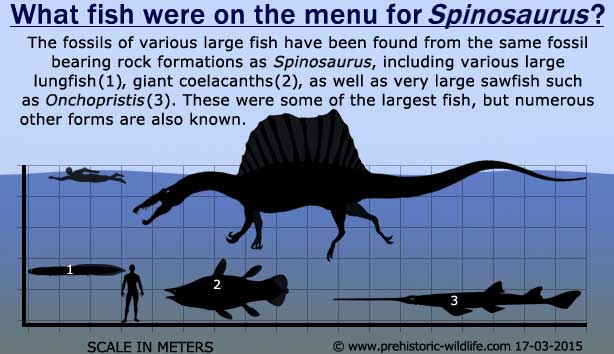 What fish were on the menu for Spinosaurus?
The fossils of various large fish have been found from the same fossil
bearing rock formations as Spinosaurus, including various large
lungfish(1), giant coelacanths(2), as well as very large sawfish such
as Onchopristis(3). These were some of the largest fish, but numerous
other forms are also known.
1
2
3
SCALE IN METERS
© www.prehistoric-wildlife.com 17-03-2015